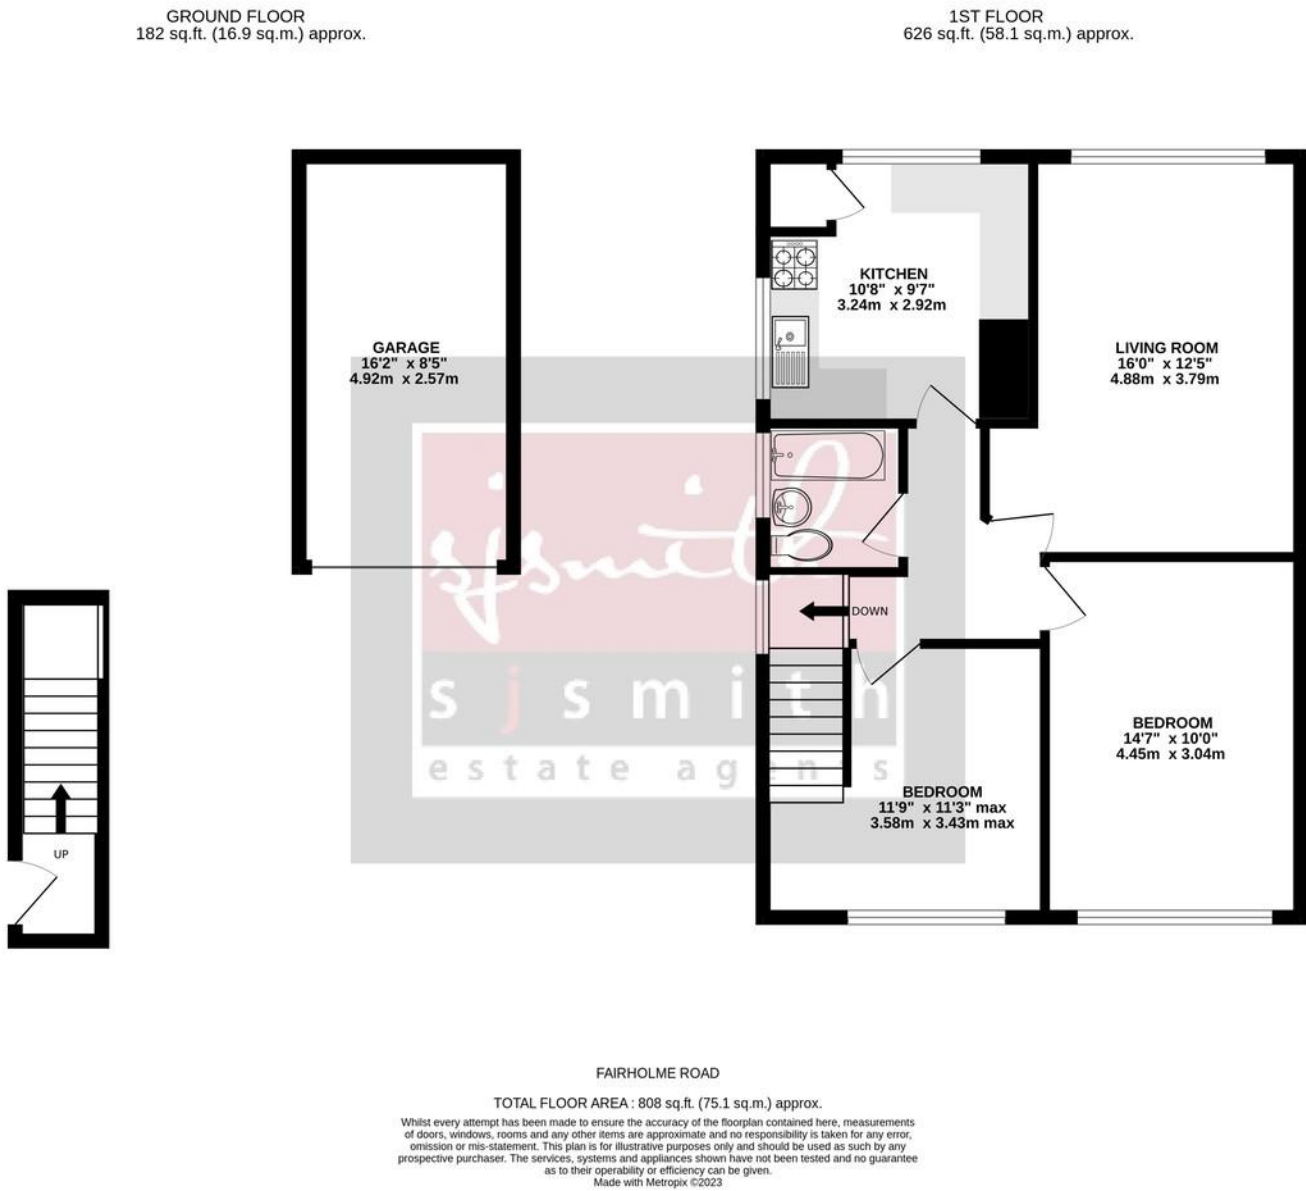 GROUND FLOOR
182 sq.ft. (16.9 sq.m.) approx.
1ST FLOOR
626 sq.ft. (58.1 sq.m.) approx.
KITCHEN
10'8" x 9'7"
3.24m x 2.92m
GARAGE
16'2" x 8'5"
4.92m x 2.57m
LIVING ROOM
16'0" x 12'5"
4.88m x 3.79m
sjsmith
DOWN
sjsmith
estate agents
BEDROOM
14'7" x 10'0"
4.45m x 3.04m
BEDROOM
11'9" x 11'3" max
3.58m x 3.43m max
UP
FAIRHOLME ROAD
TOTAL FLOOR AREA : 808 sq.ft. (75.1 sq.m.) approx.
Whilst every attempt has been made to ensure the accuracy of the floorplan contained here, measurements
of doors, windows, rooms and any other items are approximate and no responsibility is taken for any error,
omission or mis-statement. This plan is for illustrative purposes only and should be used as such by any
prospective purchaser. The services, systems and appliances shown have not been tested and no guarantee
as to their operability or efficiency can be given.
Made with Metropix ©2023